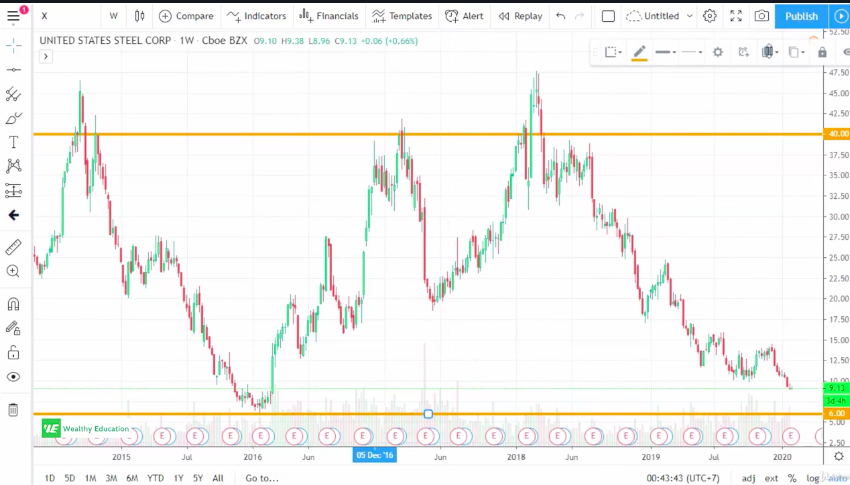 1
X
W
Compare
Indicators
Financials
Templates
Alert
Replay
Untitled
Publish
UNITED STATES STEEL CORP · 1W · Cboe BZX O9.10 H9.38 L8.96 C9.13 +0.06 (+0.66%)
52.50
47.50
45.00
42.50
40.00
37.50
35.00
32.50
30.00
27.50
25.00
22.50
20.00
17.50
15.00
12.50
10.00
9.13
3d 4h
6.00
5.00
2.50
T
Wealthy Education
E E E E E E E E E E E E E E E E E E E E E E E
2015 Jul 2016 Jun 05 Dec '16 Jun 2018 Jun 2019 Jul 2020
1D 5D 1M 3M 6M YTD 1Y 5Y All Go to... 00:43:43 (UTC+7) adj ext % log auto